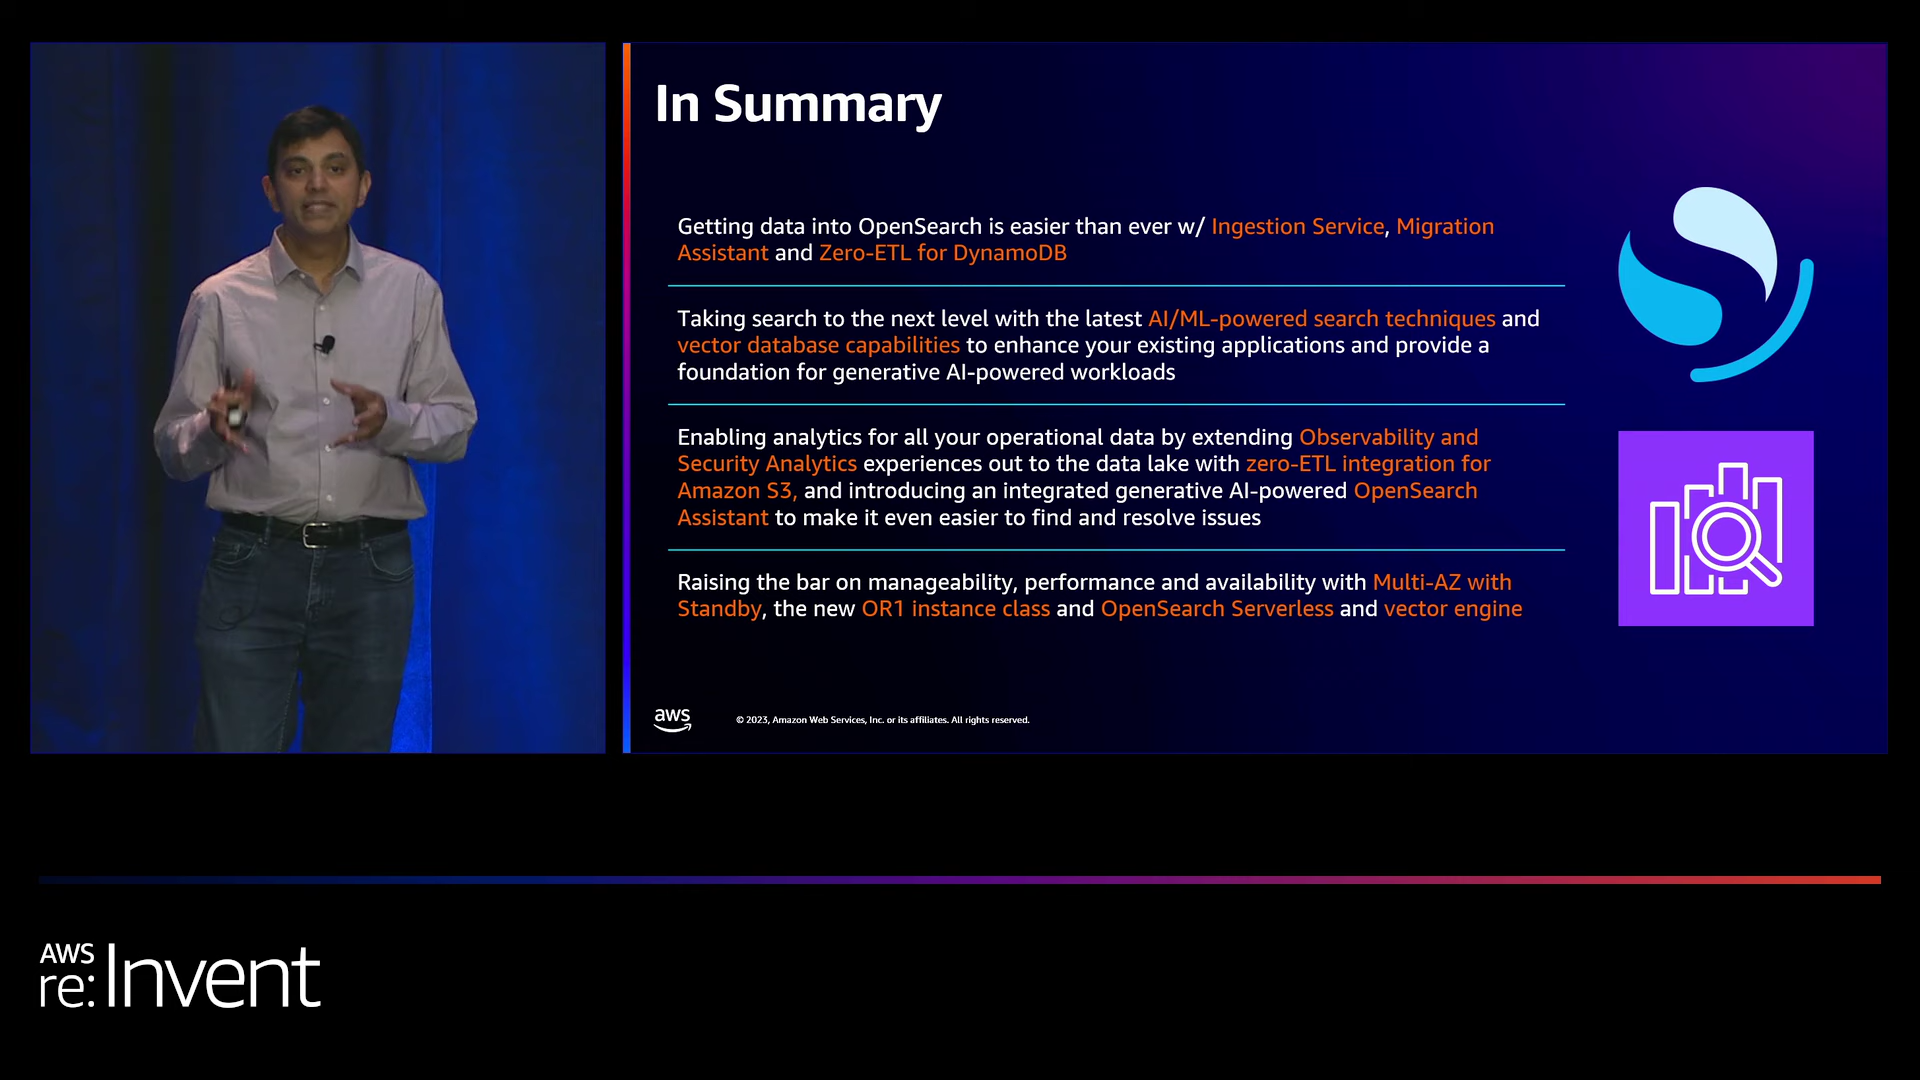 In Summary
Getting data into OpenSearch is easier than ever w/ Ingestion Service, Migration
Assistant and Zero-ETL for DynamoDB
Taking search to the next level with the latest AI/ML-powered search techniques and
vector database capabilities to enhance your existing applications and provide a
foundation for generative AI-powered workloads
Enabling analytics for all your operational data by extending Observability and
Security Analytics experiences out to the data lake with zero-ETL integration for
Amazon S3, and introducing an integrated generative AI-powered OpenSearch
Assistant to make it even easier to find and resolve issues
Raising the bar on manageability, performance and availability with Multi-AZ with
Standby, the new OR1 instance class and OpenSearch Serverless and vector engine
aws
© 2023, Amazon Web Services, Inc. or its affiliates. All rights reserved.
AWS
re:Invent